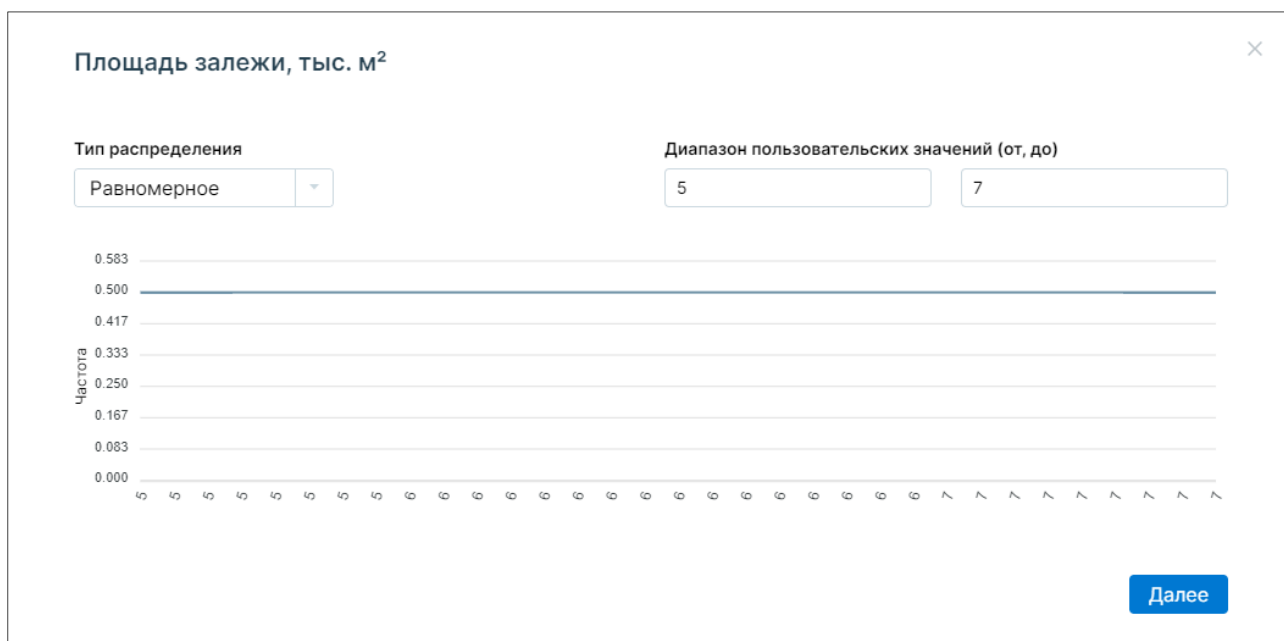 Площадь залежи, тыс. м²
Тип распределения
Диапазон пользовательских значений (от, до)
Равномерное
5
7
0.583
0.500
0.417
0.333
0.250
0.167
0.083
0.000
Частота
5 5 5 5 5 5 5 5 6 6 6 6 6 6 6 6 6 6 6 6 6 6 6 6 7 7 7 7 7 7 7 7 7
Далее